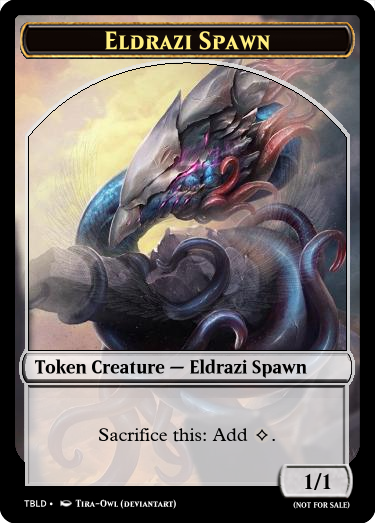 Eldrazi Spawn
Token Creature — Eldrazi Spawn
Sacrifice this: Add ⟡.
1/1
TBLD • Tira-Owl (deviantart)
(NOT FOR SALE)